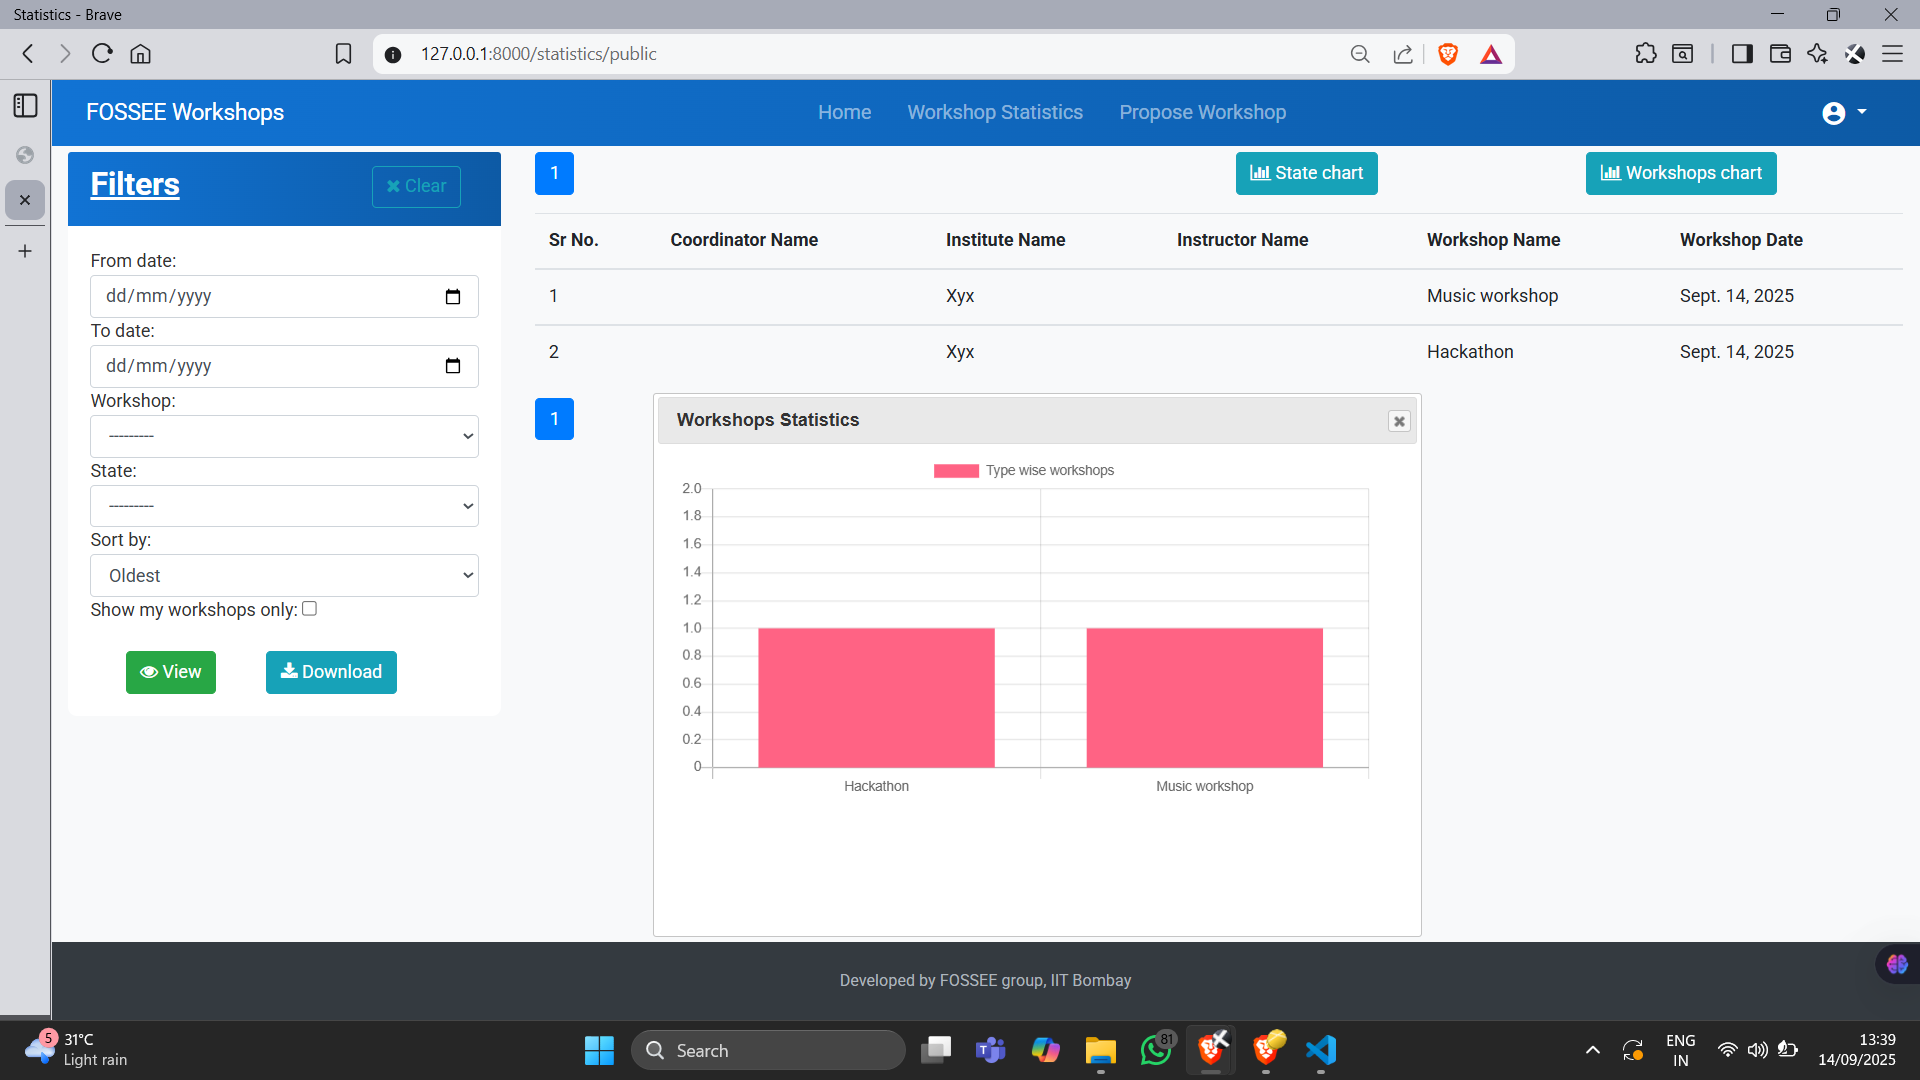 Statistics - Brave
127.0.0.1:8000/statistics/public
FOSSEE Workshops
Home
Workshop Statistics
Propose Workshop
Filters
Clear
From date:
dd/mm/yyyy
To date:
dd/mm/yyyy
Workshop:
---------
State:
---------
Sort by:
Oldest
Show my workshops only:
View
Download
1
State chart
Workshops chart
Sr No. Coordinator Name Institute Name Instructor Name Workshop Name Workshop Date
1 Xyx Music workshop Sept. 14, 2025
2 Xyx Hackathon Sept. 14, 2025
1
Workshops Statistics
Type wise workshops
2.0
1.8
1.6
1.4
1.2
1.0
0.8
0.6
0.4
0.2
0
Hackathon
Music workshop
Developed by FOSSEE group, IIT Bombay
5
31°C
Light rain
Search
81
ENG
IN
13:39
14/09/2025